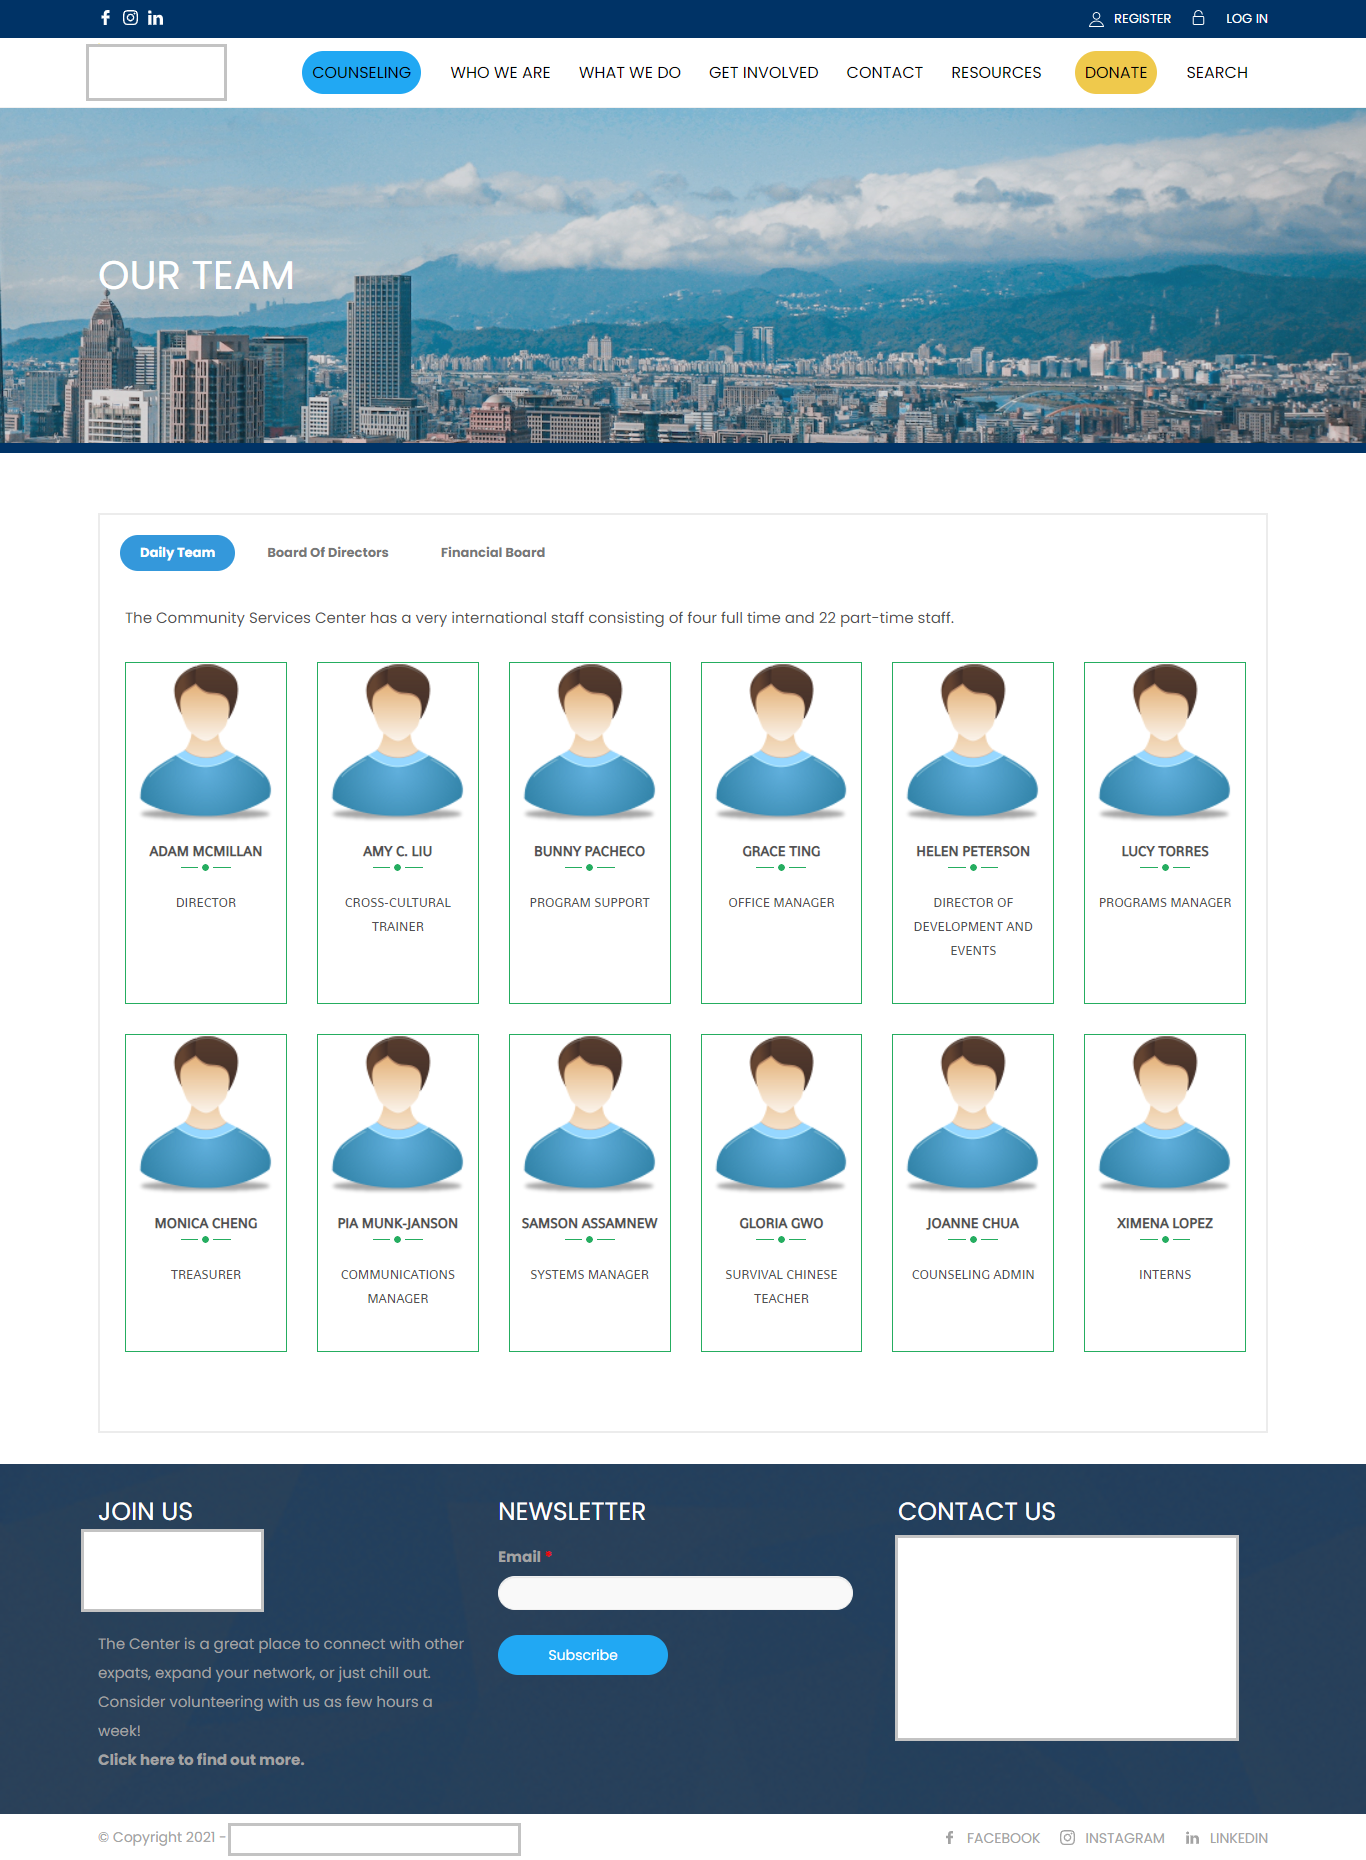 REGISTER
LOG IN
COUNSELING
WHO WE ARE
WHAT WE DO
GET INVOLVED
CONTACT
RESOURCES
DONATE
SEARCH
OUR TEAM
Daily Team
Board Of Directors
Financial Board
The Community Services Center has a very international staff consisting of four full time and 22 part-time staff.
ADAM MCMILLAN
DIRECTOR
AMY C. LIU
CROSS-CULTURAL
TRAINER
BUNNY PACHECO
PROGRAM SUPPORT
GRACE TING
OFFICE MANAGER
HELEN PETERSON
DIRECTOR OF
DEVELOPMENT AND
EVENTS
LUCY TORRES
PROGRAMS MANAGER
MONICA CHENG
TREASURER
PIA MUNK-JANSON
COMMUNICATIONS
MANAGER
SAMSON ASSAMNEW
SYSTEMS MANAGER
GLORIA GWO
SURVIVAL CHINESE
TEACHER
JOANNE CHUA
COUNSELING ADMIN
XIMENA LOPEZ
INTERNS
JOIN US
The Center is a great place to connect with other
expats, expand your network, or just chill out.
Consider volunteering with us as few hours a
week!
Click here to find out more.
NEWSLETTER
Email *
Subscribe
CONTACT US
© Copyright 2021 -
FACEBOOK
INSTAGRAM
LINKEDIN